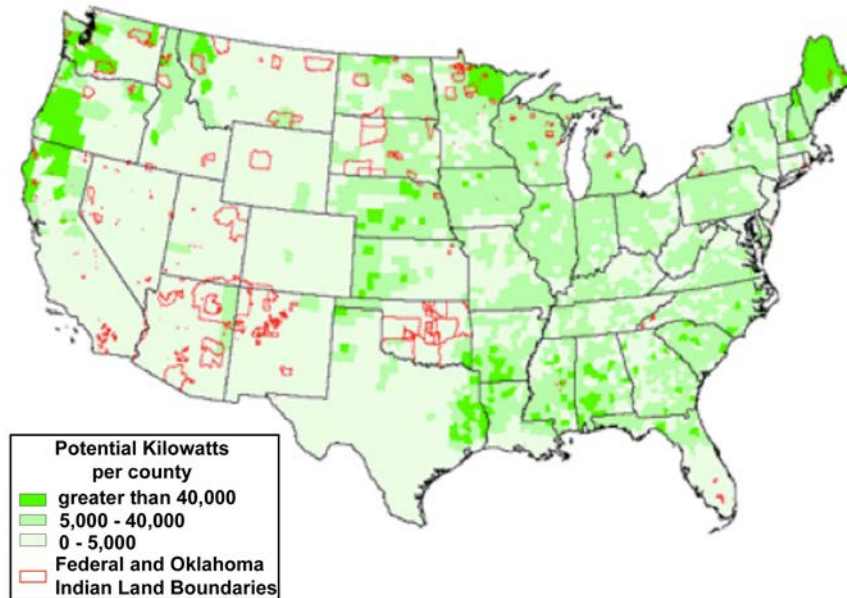 Potential Kilowatts
per county
greater than 40,000
5,000 - 40,000
0 - 5,000
Federal and Oklahoma
Indian Land Boundaries